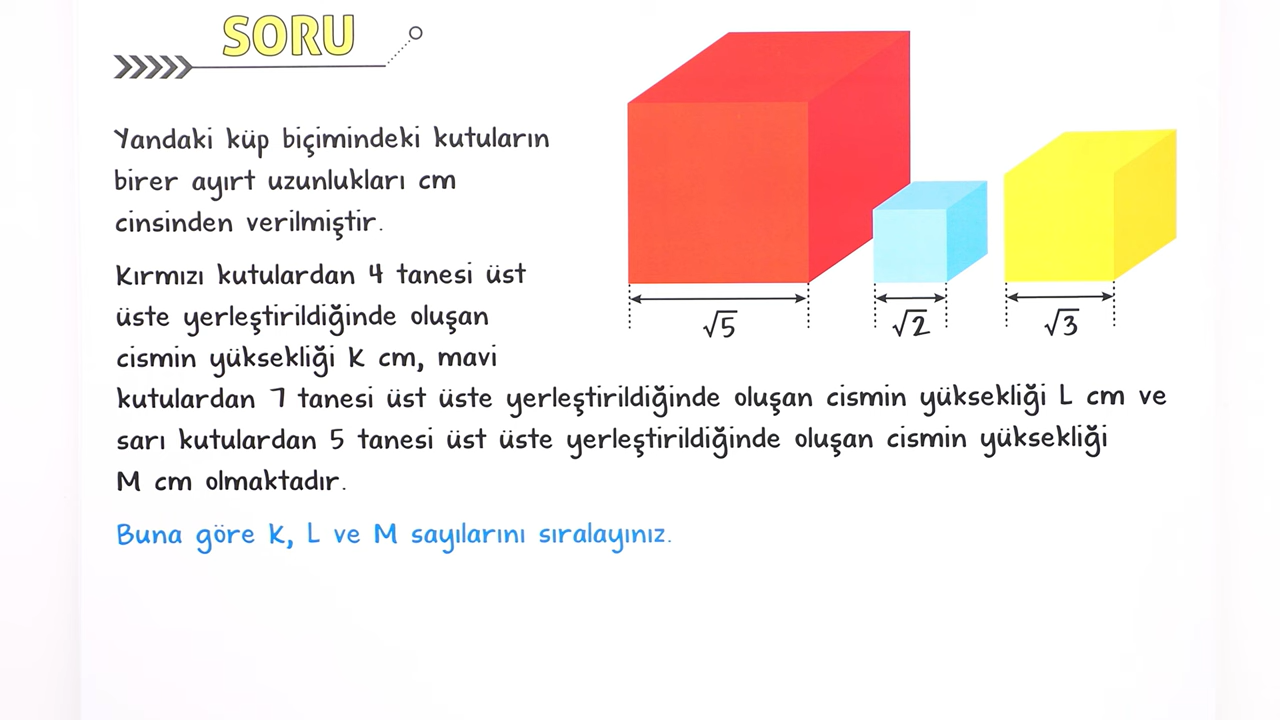 SORU
Yandaki küp biçimindeki kutuların
birer ayırt uzunlukları cm
cinsinden verilmiştir.
Kırmızı kutulardan 4 tanesi üst
üste yerleştirildiğinde oluşan
cismin yüksekliği K cm, mavi
kutulardan 7 tanesi üst üste yerleştirildiğinde oluşan cismin yüksekliği L cm ve
sarı kutulardan 5 tanesi üst üste yerleştirildiğinde oluşan cismin yüksekliği
M cm olmaktadır.
Buna göre K, L ve M sayılarını sıralayınız.
√5
√2
√3